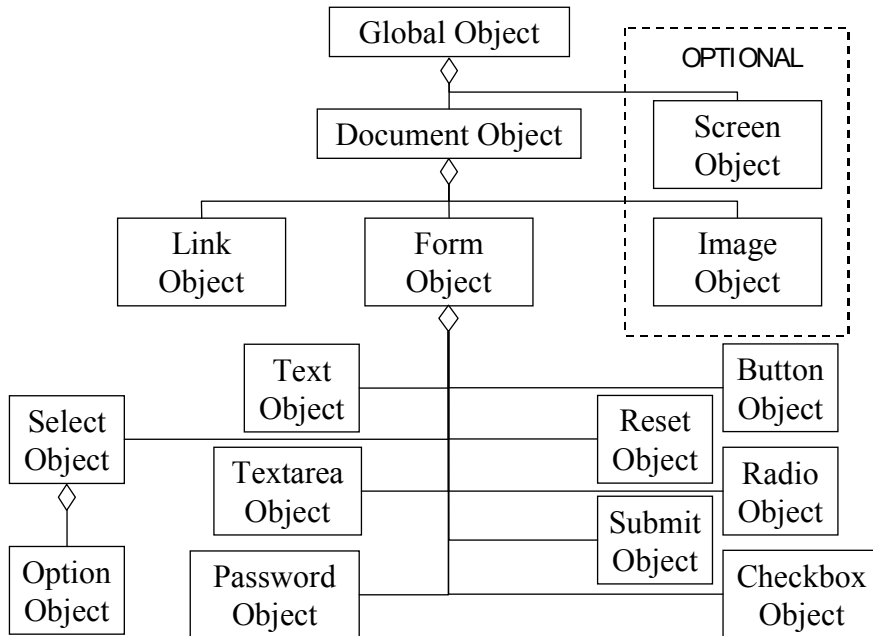 Global Object
OPTIONAL
Document Object
Screen
Object
Link
Object
Form
Object
Image
Object
Text
Object
Button
Object
Select
Object
Reset
Object
Textarea
Object
Radio
Object
Submit
Object
Option
Object
Password
Object
Checkbox
Object